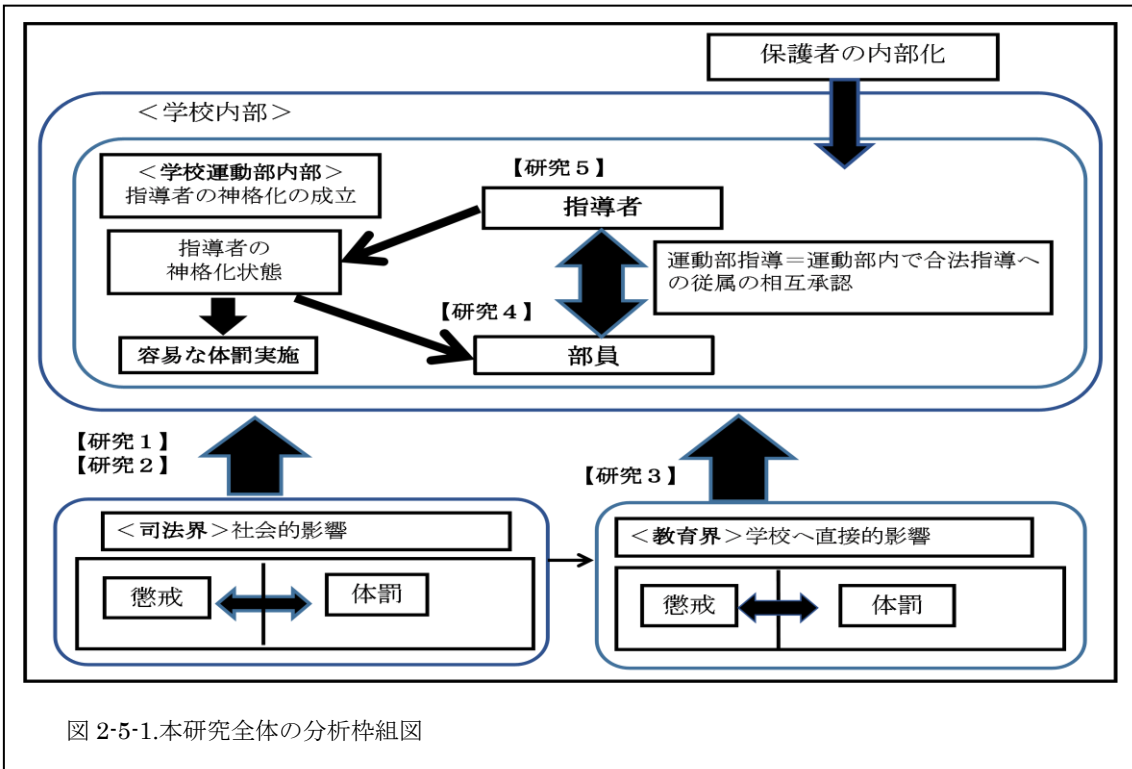 保護者の内部化
＜学校内部＞
＜学校運動部内部＞
指導者の神格化の成立
【研究５】
指導者
指導者の
神格化状態
運動部指導＝運動部内で合法指導へ
の従属の相互承認
【研究４】
容易な体罰実施
部員
【研究１】
【研究２】
【研究３】
＜司法界＞社会的影響
懲戒
体罰
＜教育界＞学校へ直接的影響
懲戒
体罰
図 2-5-1.本研究全体の分析枠組図